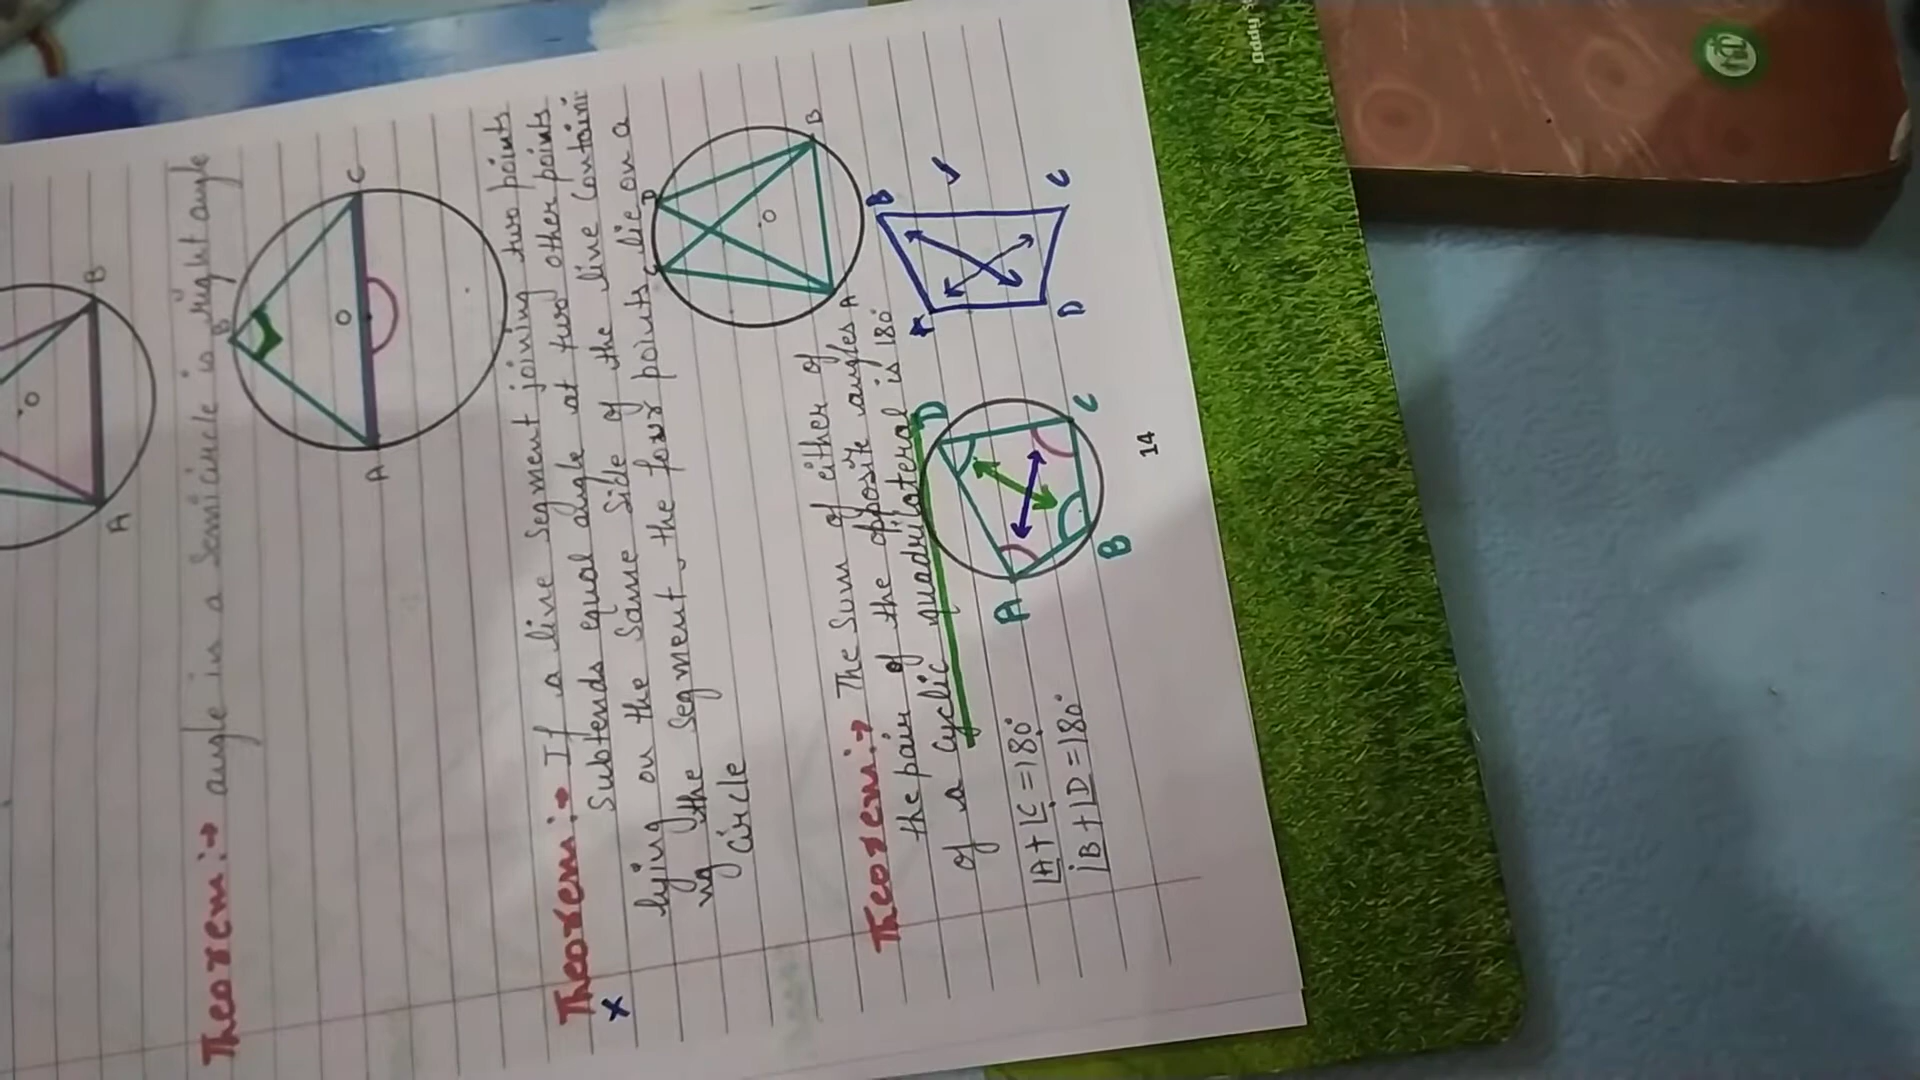 O
A
B
Theorem:→ angle in a semicircle is right angle
B
O
A
C
Theorem:→ If a line segment joining two points
x
Subtends equal angle at two other points
lying on the same side of the line Containi
ng the segment, the four points lie on a
circle
C
D
O
A
B
Theorem:→ The Sum of either of
the pair of the opposite angles
of a cyclic quadrilateral is 180°
D
A
C
B
B
C
D
∠A+∠C=180°
∠B+∠D=180°
14
Oddy